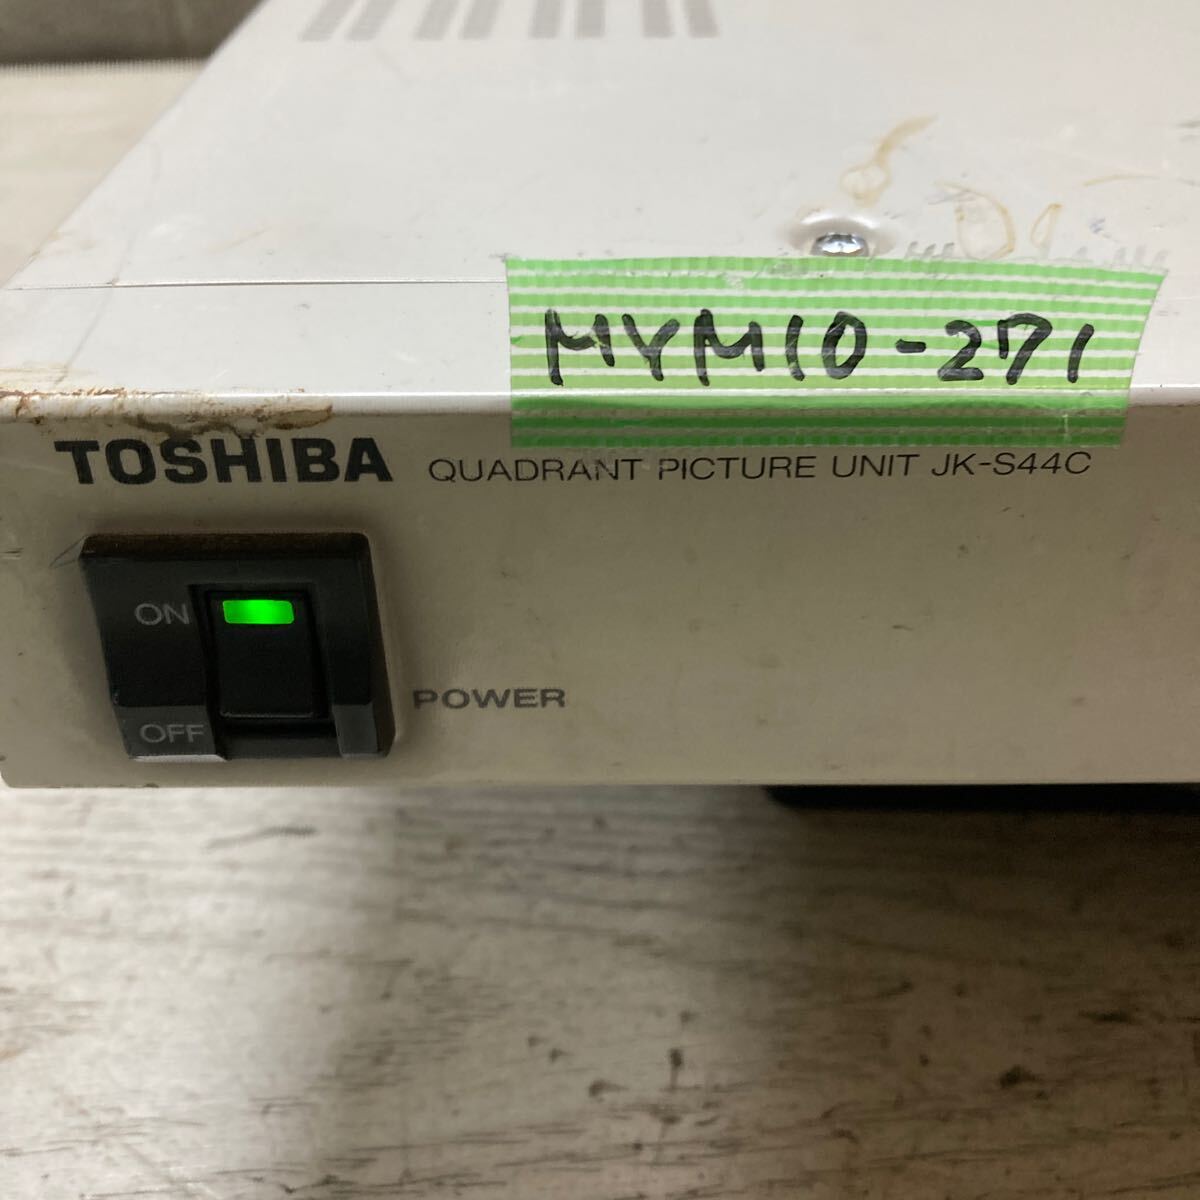 MYM10-271
TOSHIBA QUADRANT PICTURE UNIT JK-S44C
ON
OFF
POWER